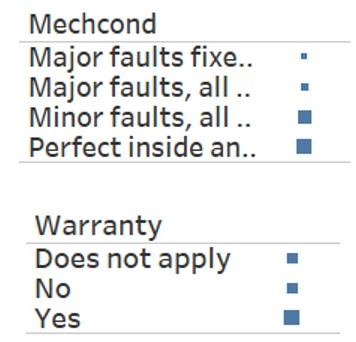 Mechcond
Major faults fixe..
Major faults, all ..
Minor faults, all ..
Perfect inside an..
Warranty
Does not apply
No
Yes